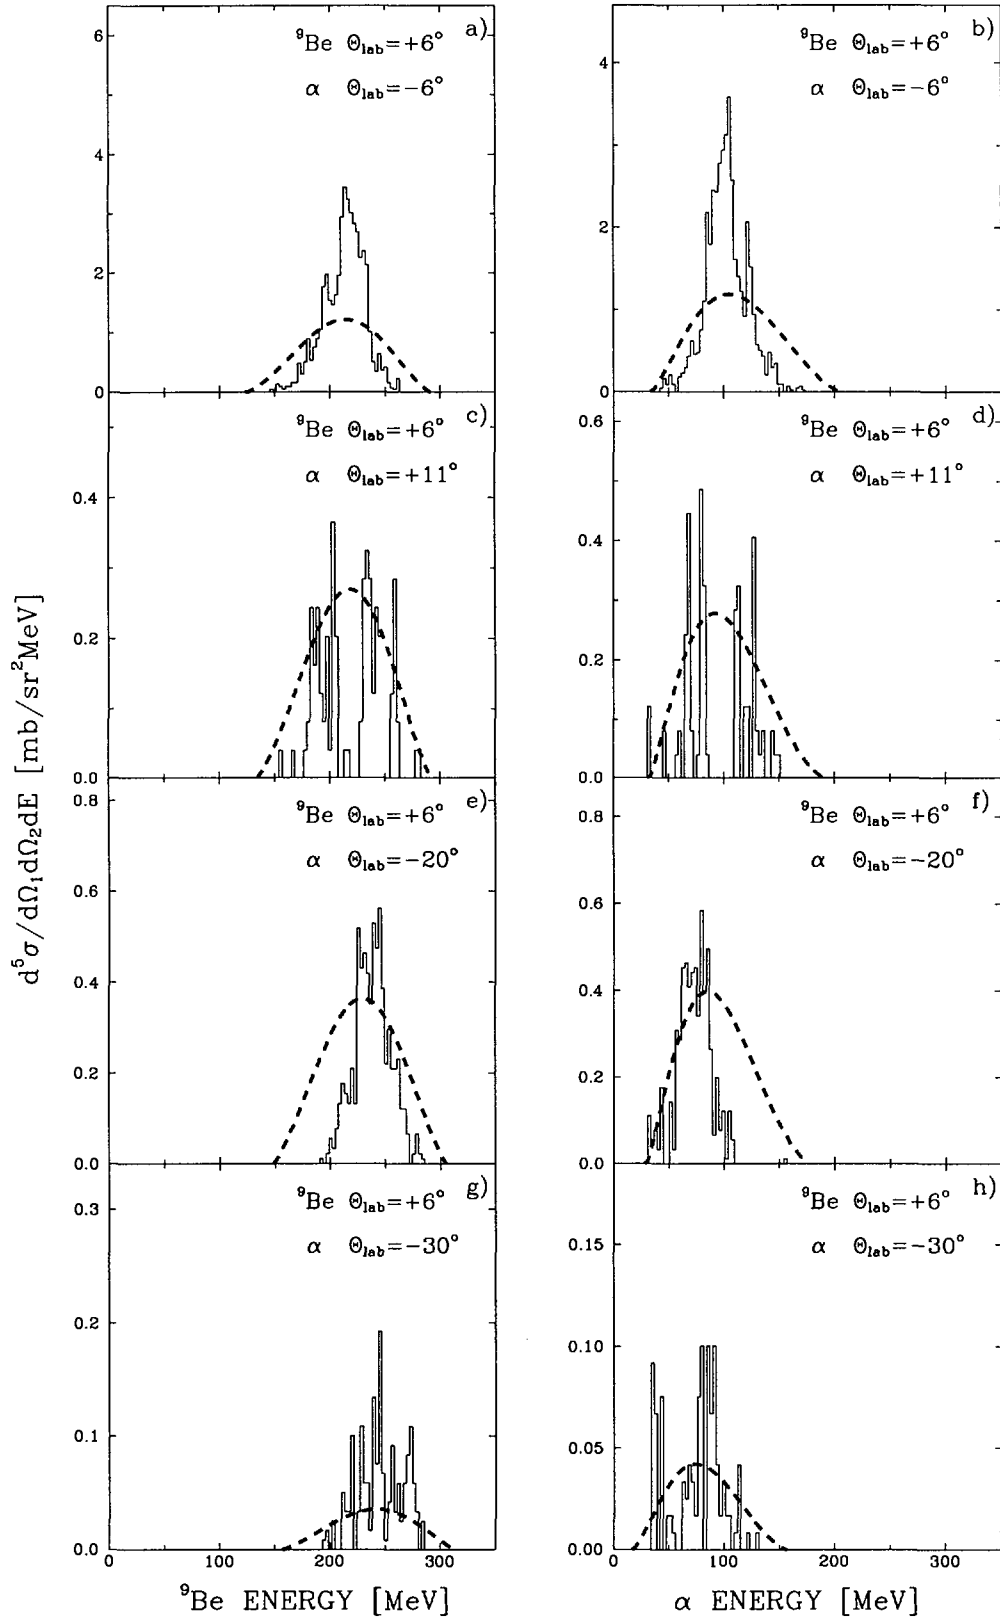 d⁵σ/dΩ₁dΩ₂dE [mb/sr²MeV]
a)
⁹Be Θlab=+6°
α Θlab=−6°
6
4
2
0
b)
⁹Be Θlab=+6°
α Θlab=−6°
4
2
0
c)
⁹Be Θlab=+6°
α Θlab=+11°
0.4
0.2
0.0
d)
⁹Be Θlab=+6°
α Θlab=+11°
0.6
0.4
0.2
0.0
e)
⁹Be Θlab=+6°
α Θlab=−20°
0.8
0.6
0.4
0.2
0.0
f)
⁹Be Θlab=+6°
α Θlab=−20°
0.8
0.6
0.4
0.2
0.0
g)
⁹Be Θlab=+6°
α Θlab=−30°
0.3
0.2
0.1
0.0
h)
⁹Be Θlab=+6°
α Θlab=−30°
0.15
0.10
0.05
0.00
0 100 200 300
0 100 200 300
⁹Be ENERGY [MeV]
α ENERGY [MeV]